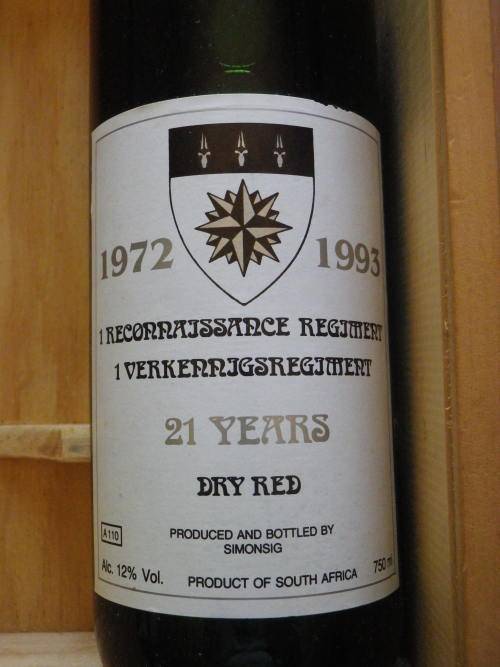 1972 1993
1 RECONNAISSANCE REGIMENT
1 VERKENNIGSREGIMENT
21 YEARS
DRY RED
A110
PRODUCED AND BOTTLED BY
SIMONSIG
Alc. 12% Vol.
PRODUCT OF SOUTH AFRICA
750 ml